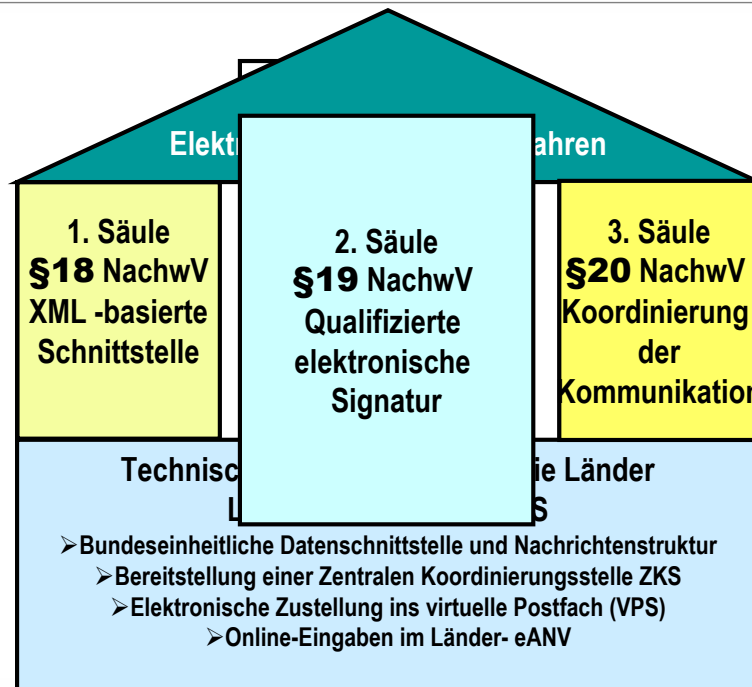 Elekt ahren
1. Säule
§18 NachwV
XML -basierte
Schnittstelle
2. Säule
§19 NachwV
Qualifizierte
elektronische
Signatur
3. Säule
§20 NachwV
Koordinierung
der
Kommunikation
Technisc ie Länder
L S
➢Bundeseinheitliche Datenschnittstelle und Nachrichtenstruktur
➢Bereitstellung einer Zentralen Koordinierungsstelle ZKS
➢Elektronische Zustellung ins virtuelle Postfach (VPS)
➢Online-Eingaben im Länder- eANV